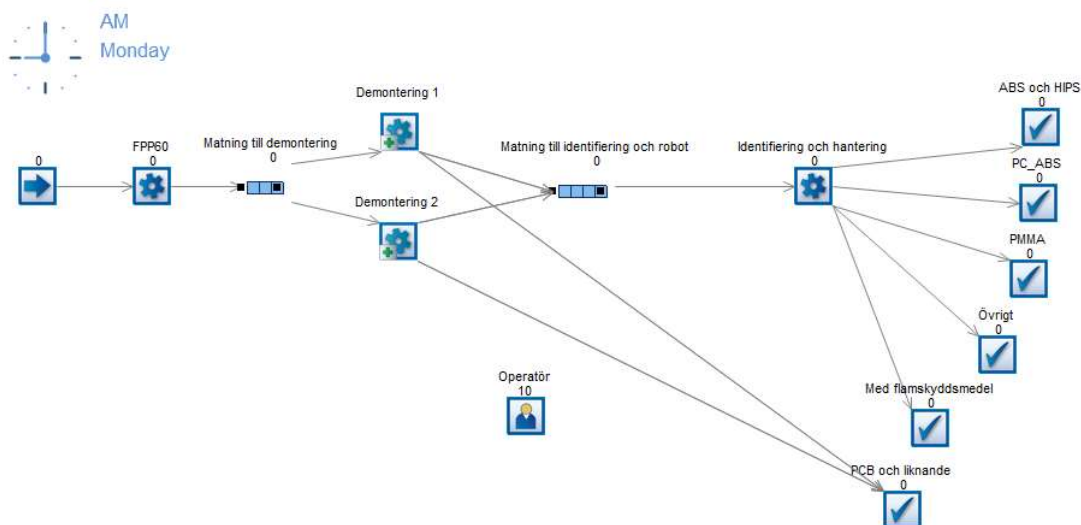 AM
Monday
Demontering 1
ABS och HIPS
0
0
FPP60
0
Matning till demontering
0
Matning till identifiering och robot
0
Identifiering och hantering
0
PC_ABS
0
Demontering 2
PMMA
0
Övrigt
0
Operatör
10
Med flamskyddsmedel
0
PCB och liknande
0